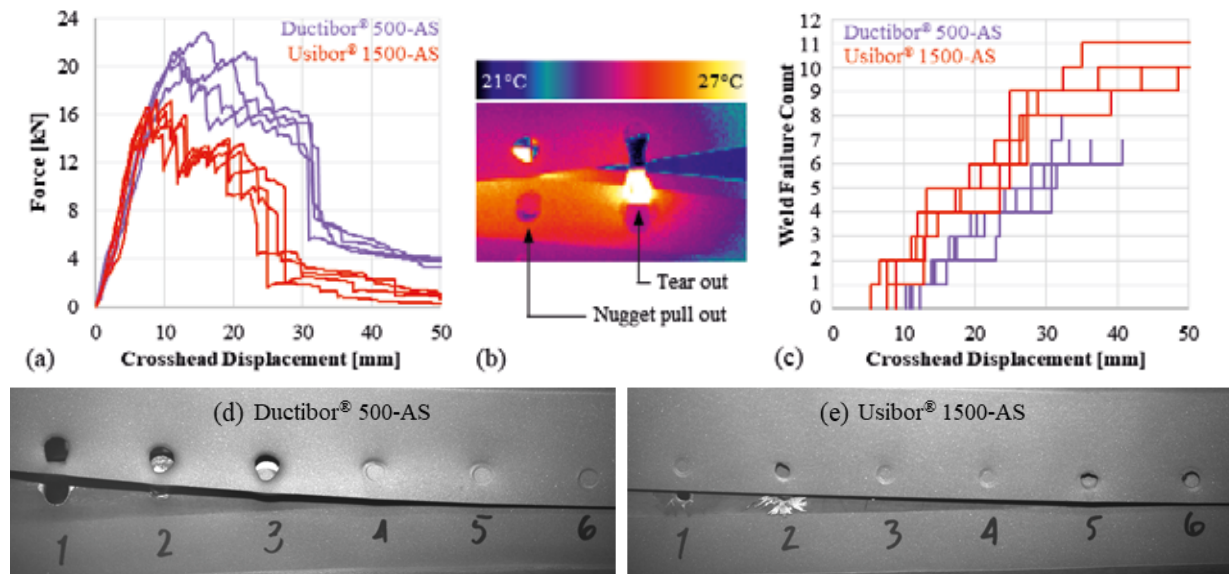 24
20
16
12
8
4
0
Force [kN]
Ductibor® 500-AS
Usibor® 1500-AS
0 10 20 30 40 50
(a) Crosshead Displacement [mm]
21°C 27°C
Tear out
Nugget pull out
(b)
12
11
10
9
8
7
6
5
4
3
2
1
0
Weld Failure Count
Ductibor® 500-AS
Usibor® 1500-AS
0 10 20 30 40 50
(c) Crosshead Displacement [mm]
(d) Ductibor® 500-AS
1 2 3 4 5 6
(e) Usibor® 1500-AS
1 2 3 4 5 6